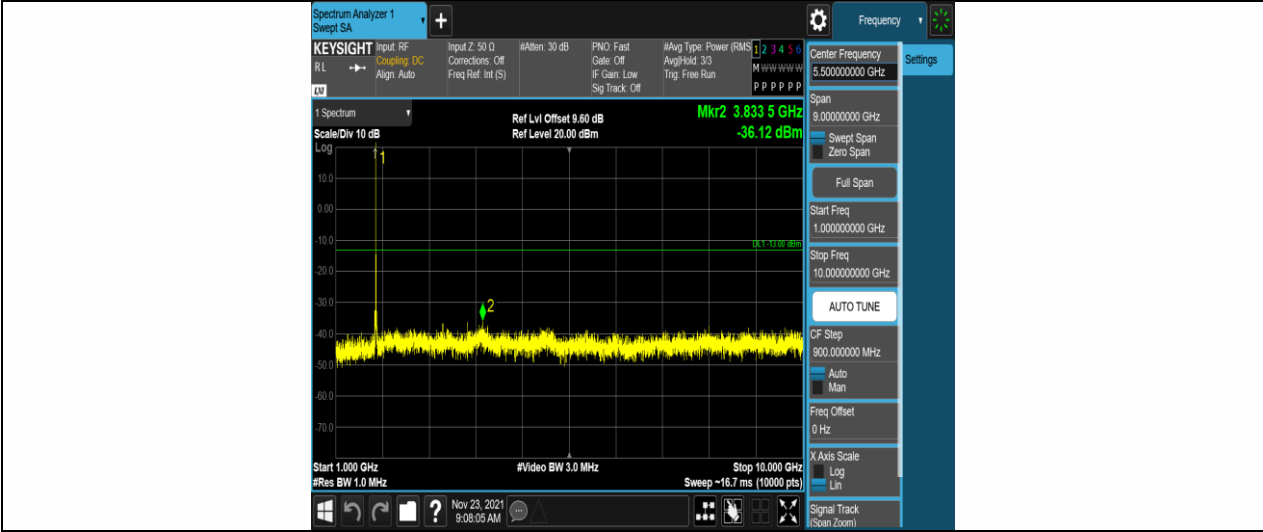 Spectrum Analyzer 1
Swept SA
+
Frequency
KEYSIGHT
RL
LXI
Input: RF
Coupling: DC
Align: Auto
Input Z: 50 Ω
Corrections: Off
Freq Ref: Int (S)
#Atten: 30 dB
PNO: Fast
Gate: Off
IF Gain: Low
Sig Track: Off
#Avg Type: Power (RMS
Avg|Hold: 3/3
Trig: Free Run
1 2 3 4 5 6
M W W W W W
P P P P P P
1 Spectrum
Scale/Div 10 dB
Log
Ref Lvl Offset 9.60 dB
Ref Level 20.00 dBm
Mkr2 3.833 5 GHz
-36.12 dBm
1
10.0
0.00
-10.0
DL1 -13.00 dBm
-20.0
-30.0
2
-40.0
-50.0
-60.0
-70.0
Start 1.000 GHz
#Res BW 1.0 MHz
#Video BW 3.0 MHz
Stop 10.000 GHz
Sweep ~16.7 ms (10000 pts)
?
Nov 23, 2021
9:08:05 AM
Center Frequency
5.500000000 GHz
Settings
Span
9.00000000 GHz
Swept Span
Zero Span
Full Span
Start Freq
1.000000000 GHz
Stop Freq
10.000000000 GHz
AUTO TUNE
CF Step
900.000000 MHz
Auto
Man
Freq Offset
0 Hz
X Axis Scale
Log
Lin
Signal Track
(Span Zoom)